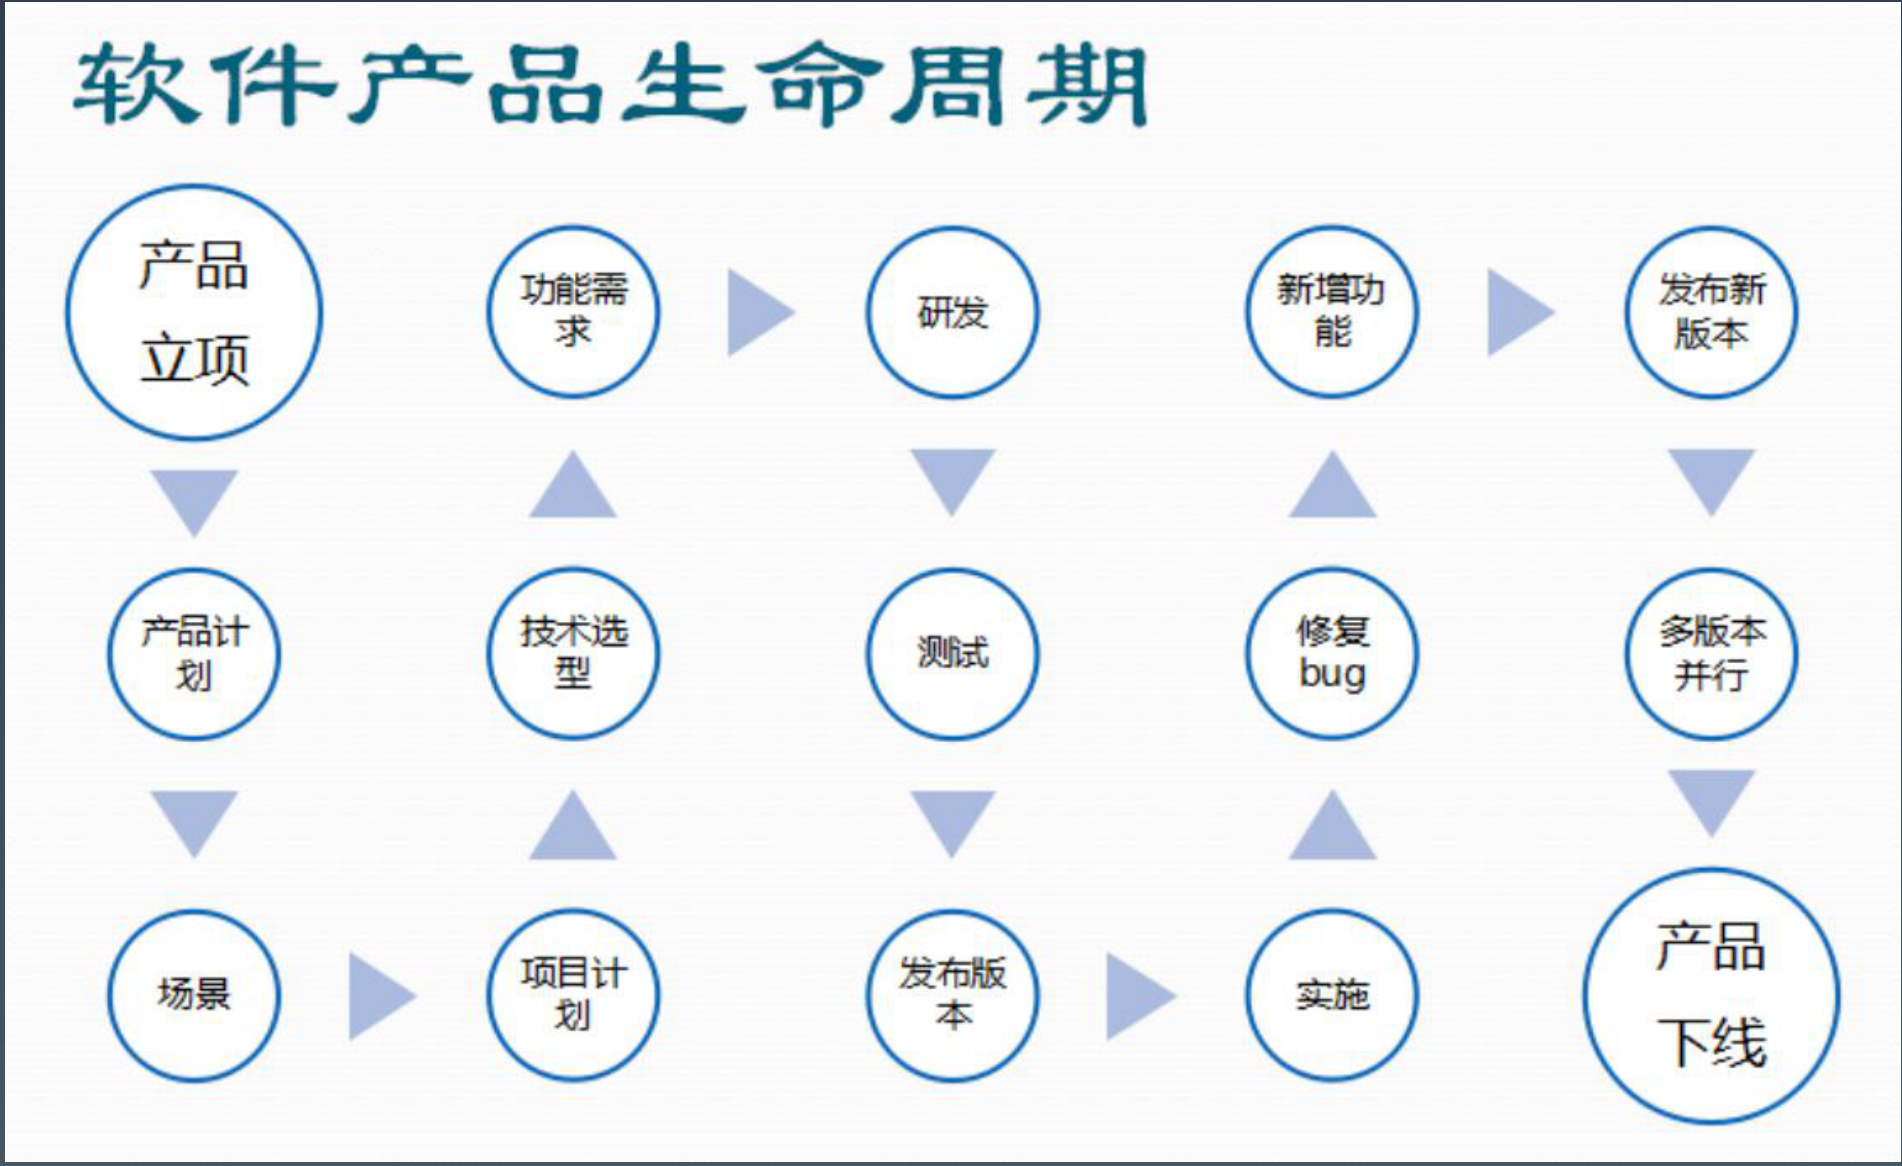 软件产品生命周期
产品
立项
产品计
划
场景
项目计
划
技术选
型
功能需
求
研发
测试
发布版
本
实施
修复
bug
新增功
能
发布新
版本
多版本
并行
产品
下线